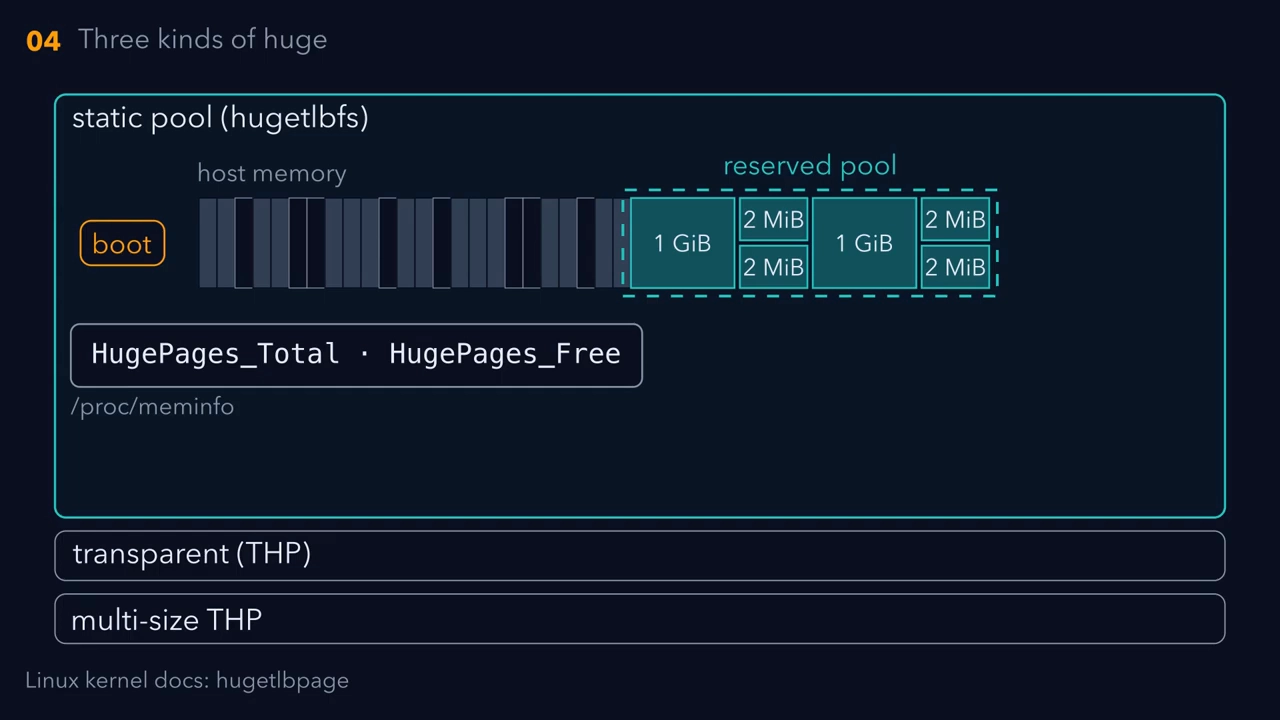 04 Three kinds of huge
static pool (hugetlbfs)
host memory
reserved pool
boot
1 GiB
2 MiB
2 MiB
1 GiB
2 MiB
2 MiB
HugePages_Total · HugePages_Free
/proc/meminfo
transparent (THP)
multi-size THP
Linux kernel docs: hugetlbpage